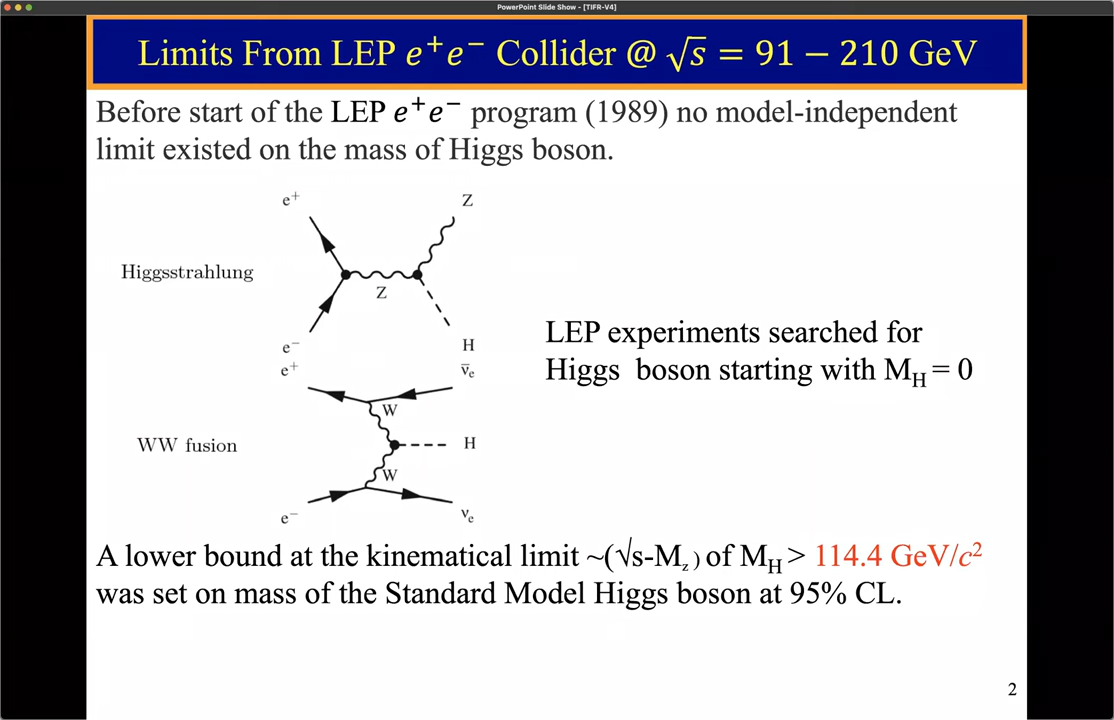 PowerPoint Slide Show - [TIFR-V4]
Limits From LEP e⁺e⁻ Collider @ √s = 91 − 210 GeV
Before start of the LEP e⁺e⁻ program (1989) no model-independent
limit existed on the mass of Higgs boson.
e⁺
Z
Higgsstrahlung
Z
e⁻
H
e⁺
ν̄ₑ
W
WW fusion
H
W
e⁻
νₑ
LEP experiments searched for
Higgs boson starting with M_H = 0
A lower bound at the kinematical limit ~(√s-M_z) of M_H > 114.4 GeV/c²
was set on mass of the Standard Model Higgs boson at 95% CL.
2